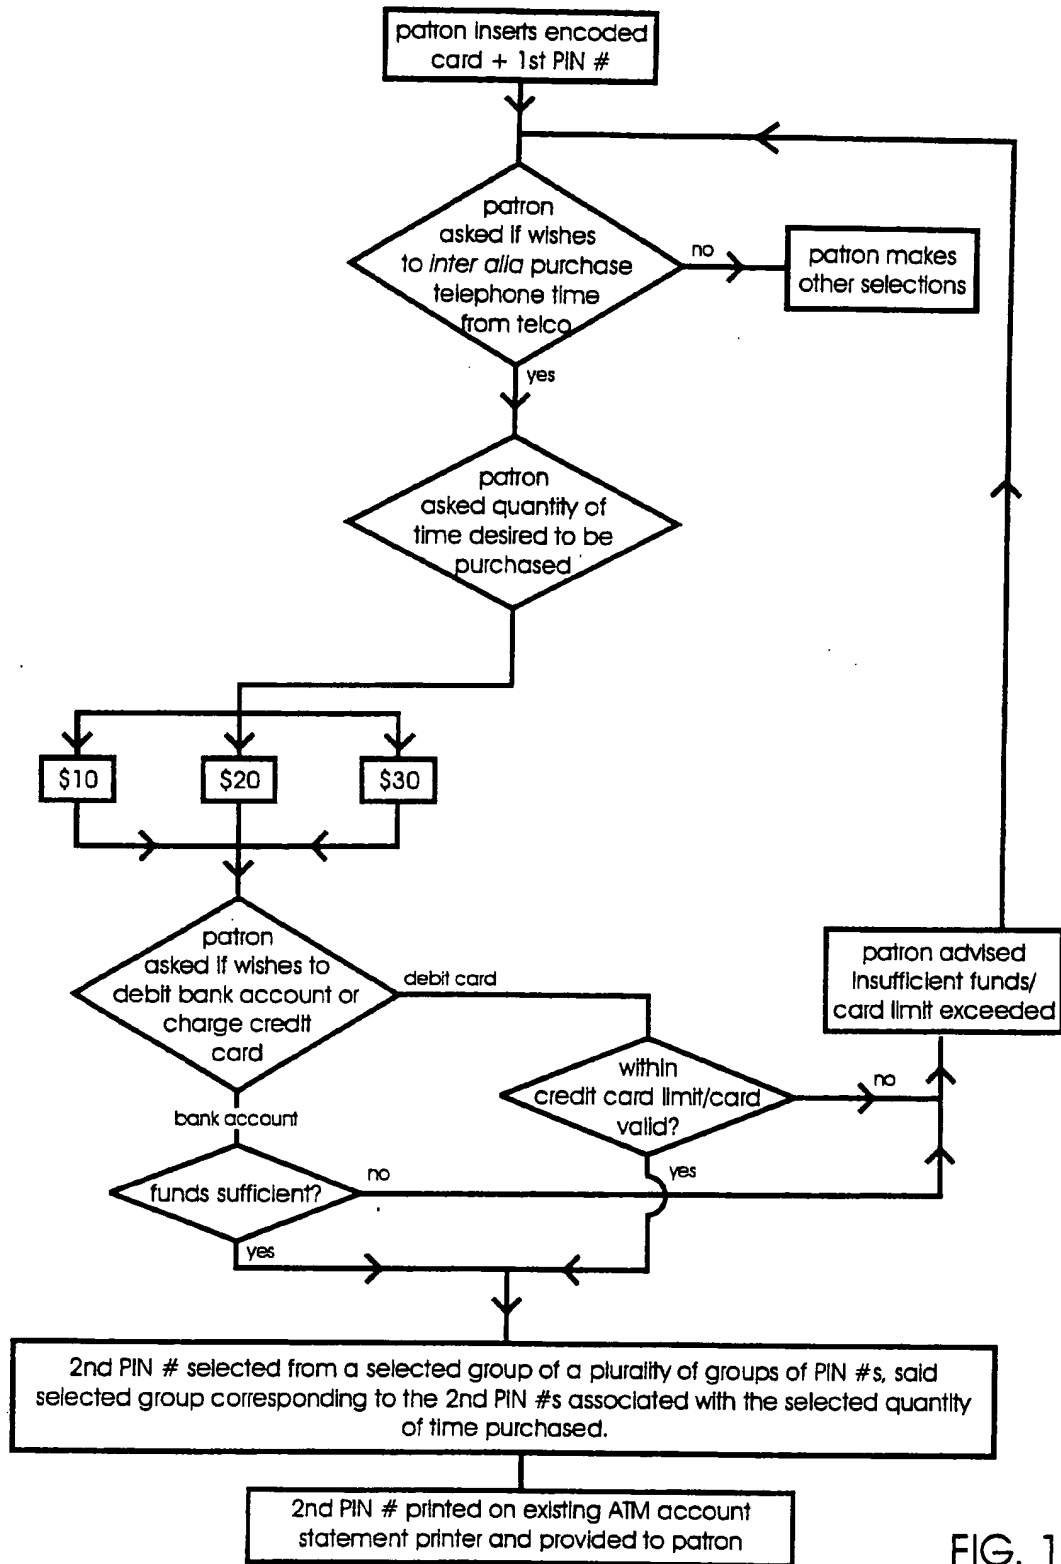 patron inserts encoded
card + 1st PIN #
patron
asked if wishes
to inter alia purchase
telephone time
from telco
no
patron makes
other selections
yes
patron
asked quantity of
time desired to be
purchased
$10
$20
$30
patron
asked if wishes to
debit bank account or
charge credit
card
debit card
patron advised
insufficient funds/
card limit exceeded
within
credit card limit/card
valid?
no
bank account
yes
funds sufficient?
no
yes
2nd PIN # selected from a selected group of a plurality of groups of PIN #s, said
selected group corresponding to the 2nd PIN #s associated with the selected quantity
of time purchased.
2nd PIN # printed on existing ATM account
statement printer and provided to patron
FIG. 1